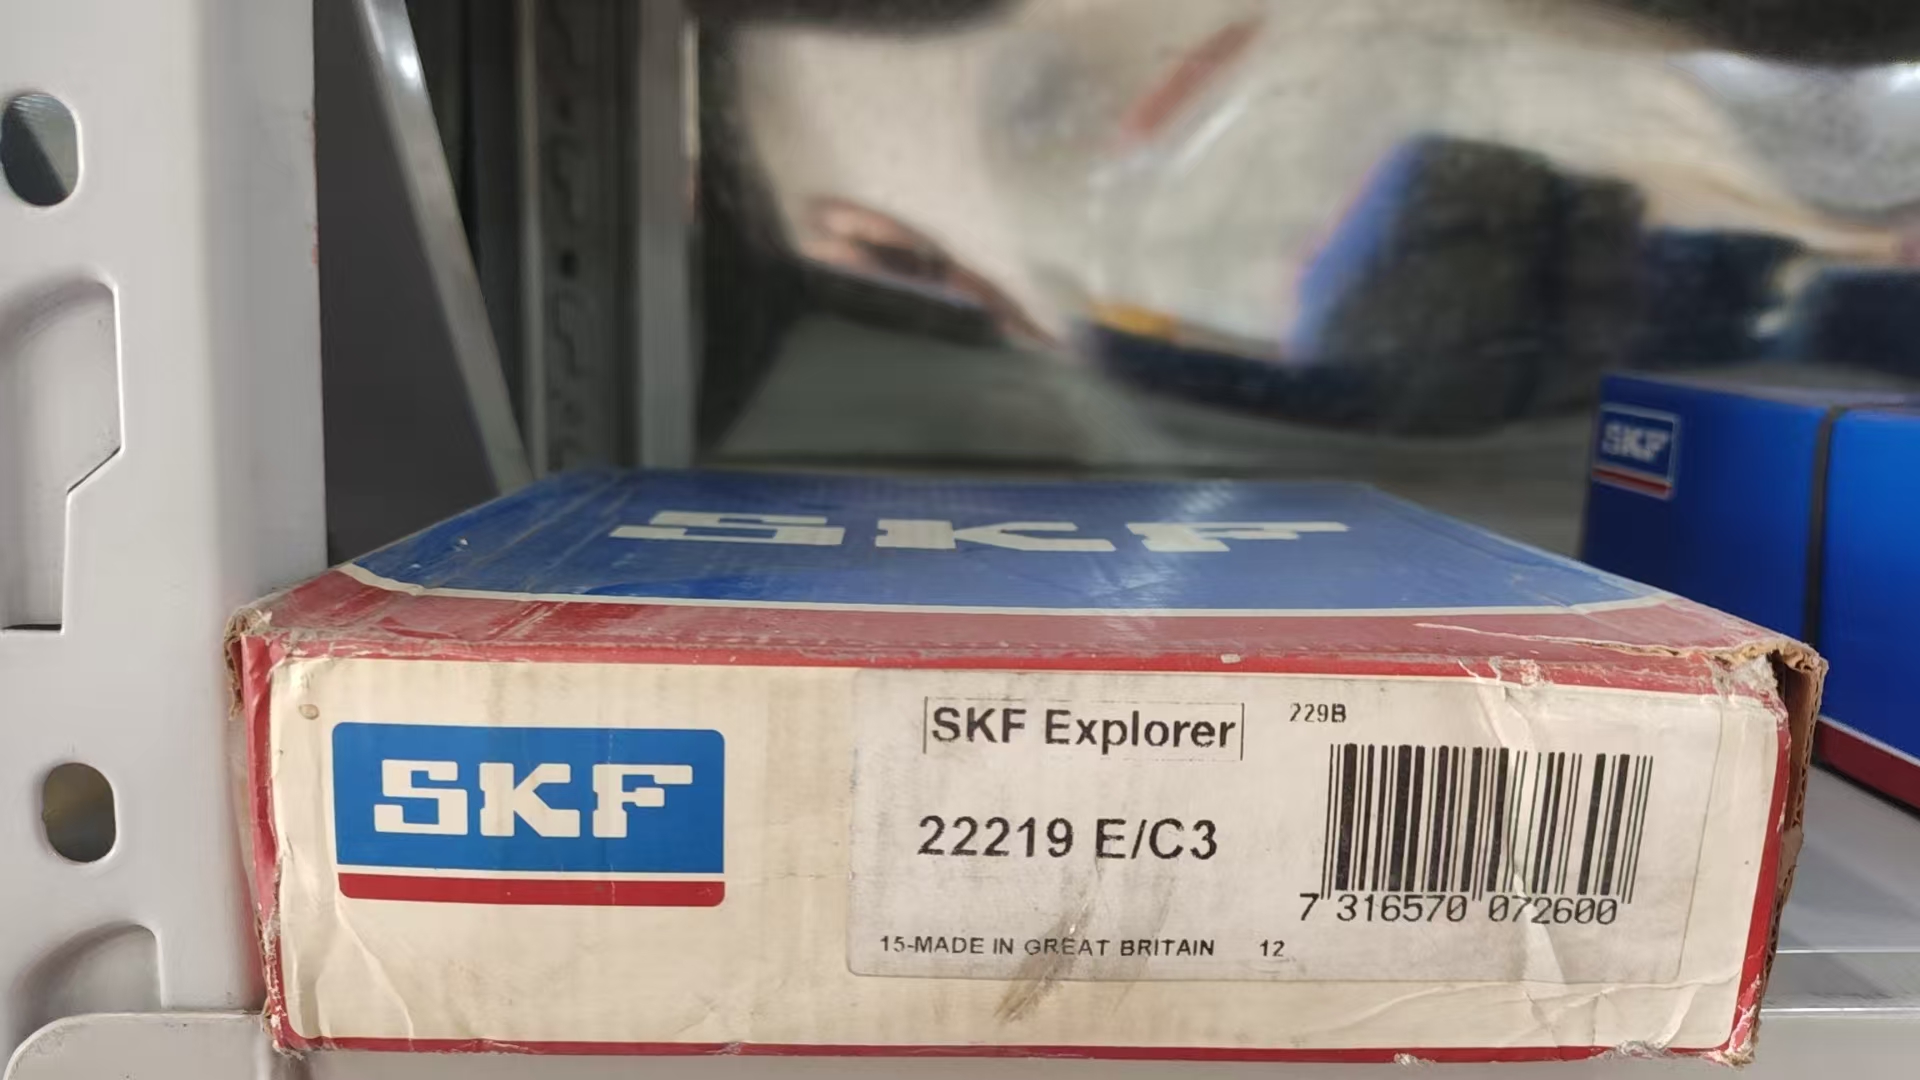 SKF
SKF
SKF
SKF Explorer
229B
22219 E/C3
7 316570 072600
15-MADE IN GREAT BRITAIN 12